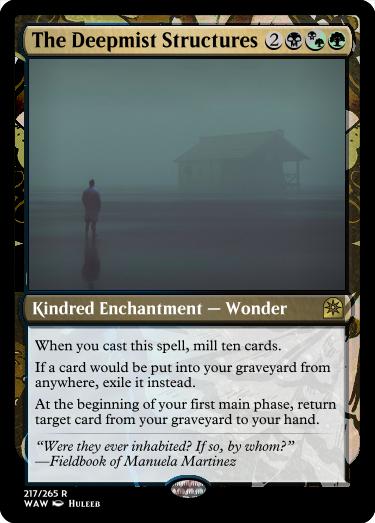 The Deepmist Structures 2
Kindred Enchantment — Wonder
When you cast this spell, mill ten cards.
If a card would be put into your graveyard from
anywhere, exile it instead.
At the beginning of your first main phase, return
target card from your graveyard to your hand.
“Were they ever inhabited? If so, by whom?”
—Fieldbook of Manuela Martinez
217/265 R
WAW Huleeb